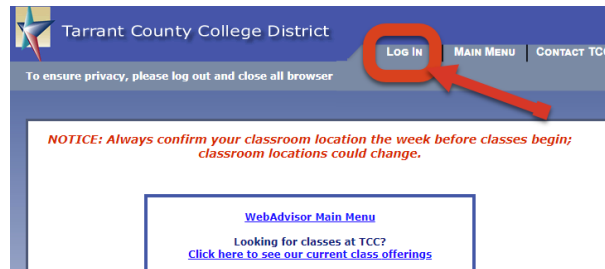 Tarrant County College District
LOG IN MAIN MENU CONTACT TCC
To ensure privacy, please log out and close all browser
NOTICE: Always confirm your classroom location the week before classes begin;
classroom locations could change.
WebAdvisor Main Menu
Looking for classes at TCC?
Click here to see our current class offerings